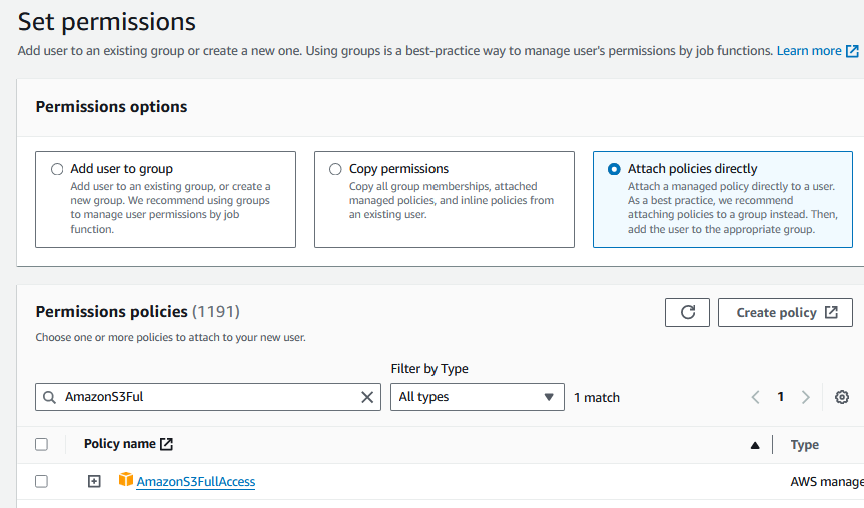 Set permissions
Add user to an existing group or create a new one. Using groups is a best-practice way to manage user's permissions by job functions. Learn more
Permissions options
Add user to group
Add user to an existing group, or create a
new group. We recommend using groups
to manage user permissions by job
function.
Copy permissions
Copy all group memberships, attached
managed policies, and inline policies from
an existing user.
Attach policies directly
Attach a managed policy directly to a user.
As a best practice, we recommend
attaching policies to a group instead. Then,
add the user to the appropriate group.
Permissions policies (1191)
Create policy
Choose one or more policies to attach to your new user.
Filter by Type
AmazonS3Ful
All types
1 match
1
Policy name
Type
AmazonS3FullAccess
AWS manage